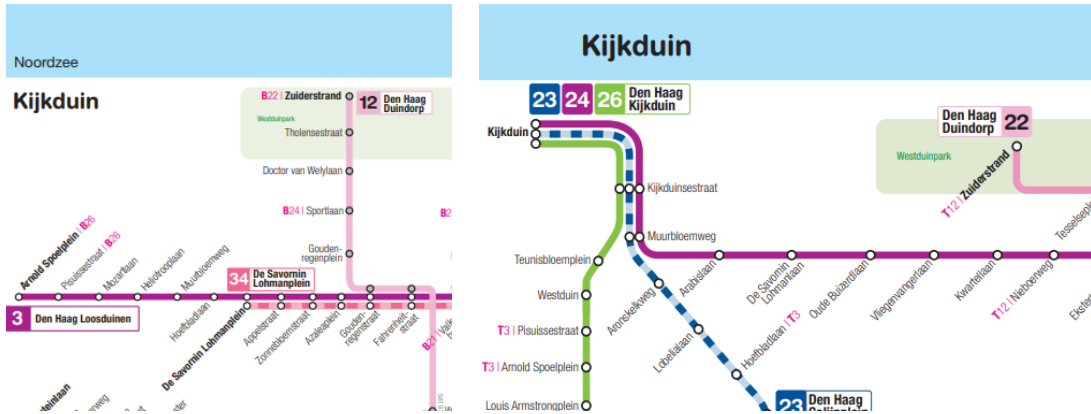 Noordzee
Kijkduin
B22 | Zuiderstrand
12 Den Haag
Duindorp
Westduinpark
Tholensestraat
Doctor van Welylaan
B24 | Sportlaan
B2
Gouden-
regenplein
Arnold Spoelplein | B26
Pisuissestraat | B26
Mozartlaan
Heliotrooplaan
Muurbloemweg
34 De Savornin
Lohmanplein
3 Den Haag Loosduinen
Hoefbladlaan
De Savornin Lohmanplein
Appelstraat
Zonnebloemstraat
Azaleaplein
Gouden-
regenstraat
Fahrenheit-
straat
Kijkduin
23 24 26 Den Haag
Kijkduin
Kijkduin
Den Haag
Duindorp 22
Westduinpark
T12 | Zuiderstrand
Kijkduinsestraat
Muurbloemweg
Teunisbloemplein
Westduin
T3 | Pisuissestraat
T3 | Arnold Spoelplein
Louis Armstrongplein
Aronskelkweg
Arabislaan
De Savornin
Lohmanlaan
Oude Buizerdlaan
Vliegenvangerlaan
Kwartellaan
T12 | Nieboerweg
Lobelialaan
Hoefbladlaan | T3
23 Den Haag